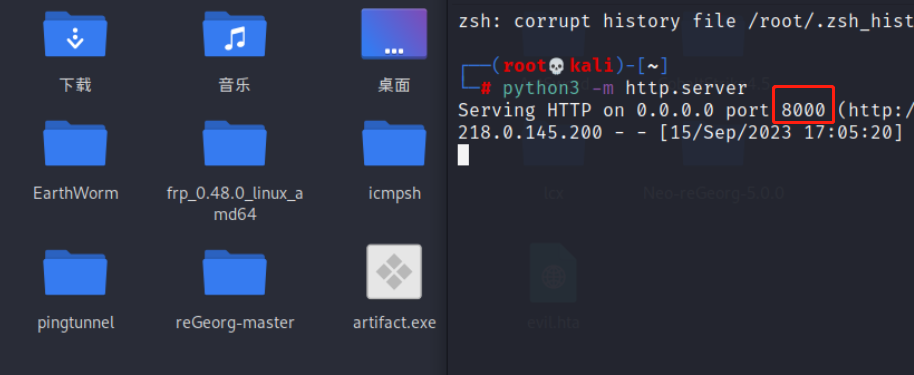 下载
音乐
桌面
EarthWorm
frp_0.48.0_linux_a
md64
icmpsh
pingtunnel
reGeorg-master
artifact.exe
zsh: corrupt history file /root/.zsh_hist
(root💀kali)-[~]
# python3 -m http.server
Serving HTTP on 0.0.0.0 port 8000 (http:/
218.0.145.200 - - [15/Sep/2023 17:05:20]
lcx
Neo-reGeorg-5.0.0
evil.hta